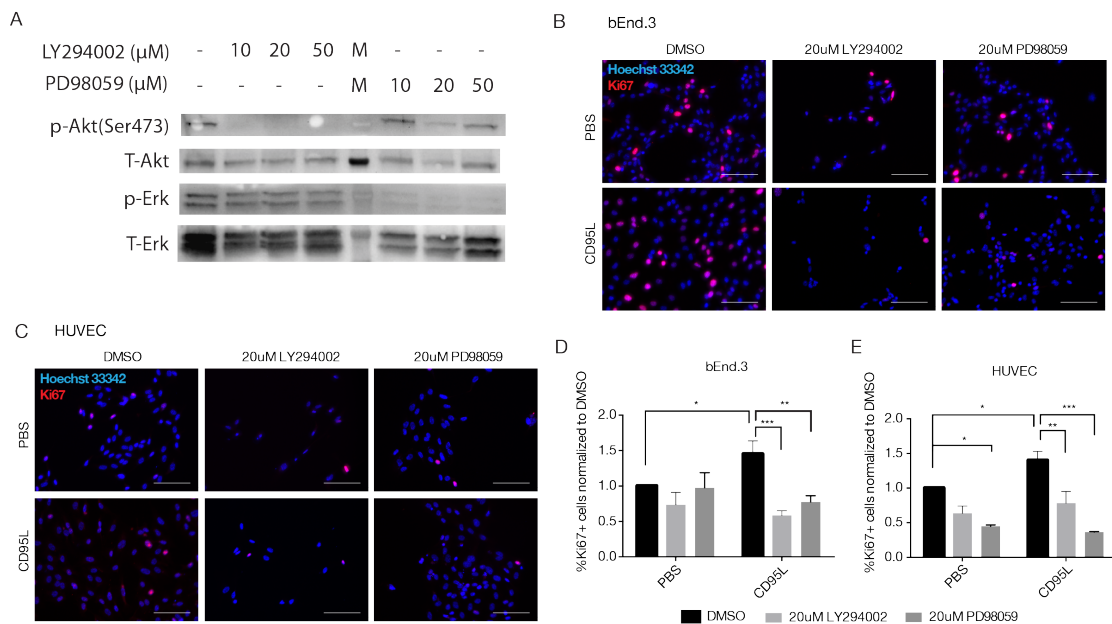 A
LY294002 (µM) - 10 20 50 M - - -
PD98059 (µM) - - - - M 10 20 50
p-Akt(Ser473)
T-Akt
p-Erk
T-Erk
B
bEnd.3
DMSO 20uM LY294002 20uM PD98059
Hoechst 33342
Ki67
PBS
CD95L
C
HUVEC
DMSO 20uM LY294002 20uM PD98059
Hoechst 33342
Ki67
PBS
CD95L
D
bEnd.3
%Ki67+ cells normalized to DMSO
2.0
1.5
1.0
0.5
0.0
* ** ***
PBS CD95L
E
HUVEC
%Ki67+ cells normalized to DMSO
2.0
1.5
1.0
0.5
0.0
* *** ** *
PBS CD95L
DMSO 20uM LY294002 20uM PD98059